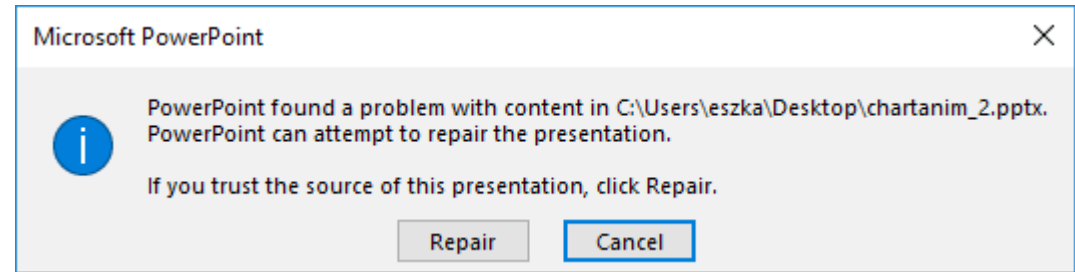 Microsoft PowerPoint
PowerPoint found a problem with content in C:\Users\eszka\Desktop\chartanim_2.pptx.
PowerPoint can attempt to repair the presentation.
If you trust the source of this presentation, click Repair.
Repair
Cancel